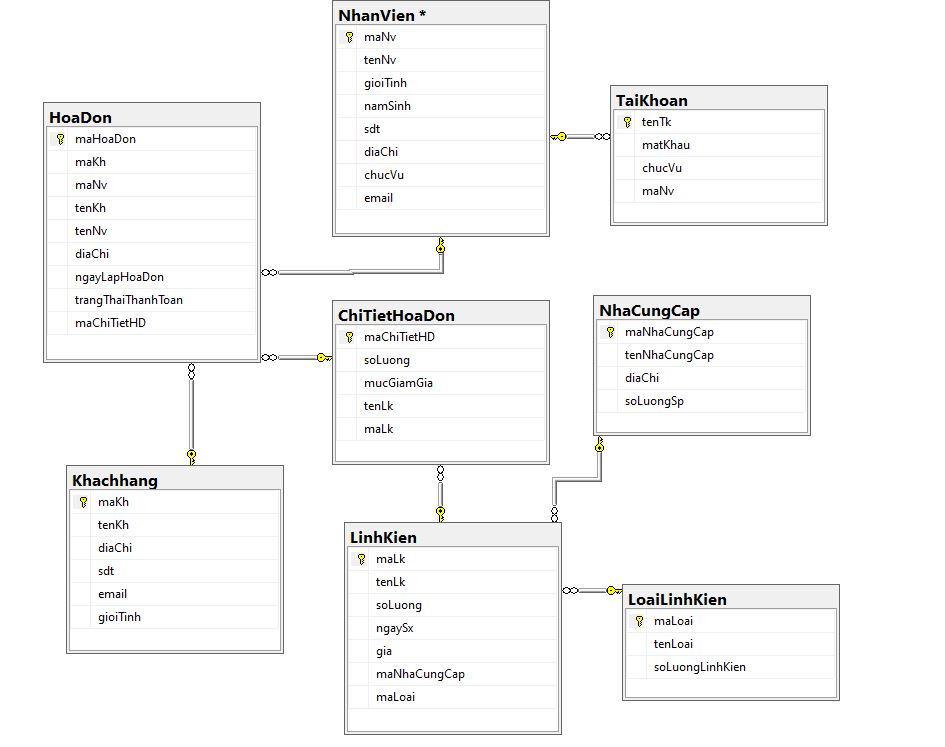 NhanVien *
maNv
tenNv
gioiTinh
namSinh
sdt
diaChi
chucVu
email
TaiKhoan
tenTk
matKhau
chucVu
maNv
HoaDon
maHoaDon
maKh
maNv
tenKh
tenNv
diaChi
ngayLapHoaDon
trangThaiThanhToan
maChiTietHD
ChiTietHoaDon
maChiTietHD
soLuong
mucGiamGia
tenLk
maLk
NhaCungCap
maNhaCungCap
tenNhaCungCap
diaChi
soLuongSp
Khachhang
maKh
tenKh
diaChi
sdt
email
gioiTinh
LinhKien
maLk
tenLk
soLuong
ngaySx
gia
maNhaCungCap
maLoai
LoaiLinhKien
maLoai
tenLoai
soLuongLinhKien